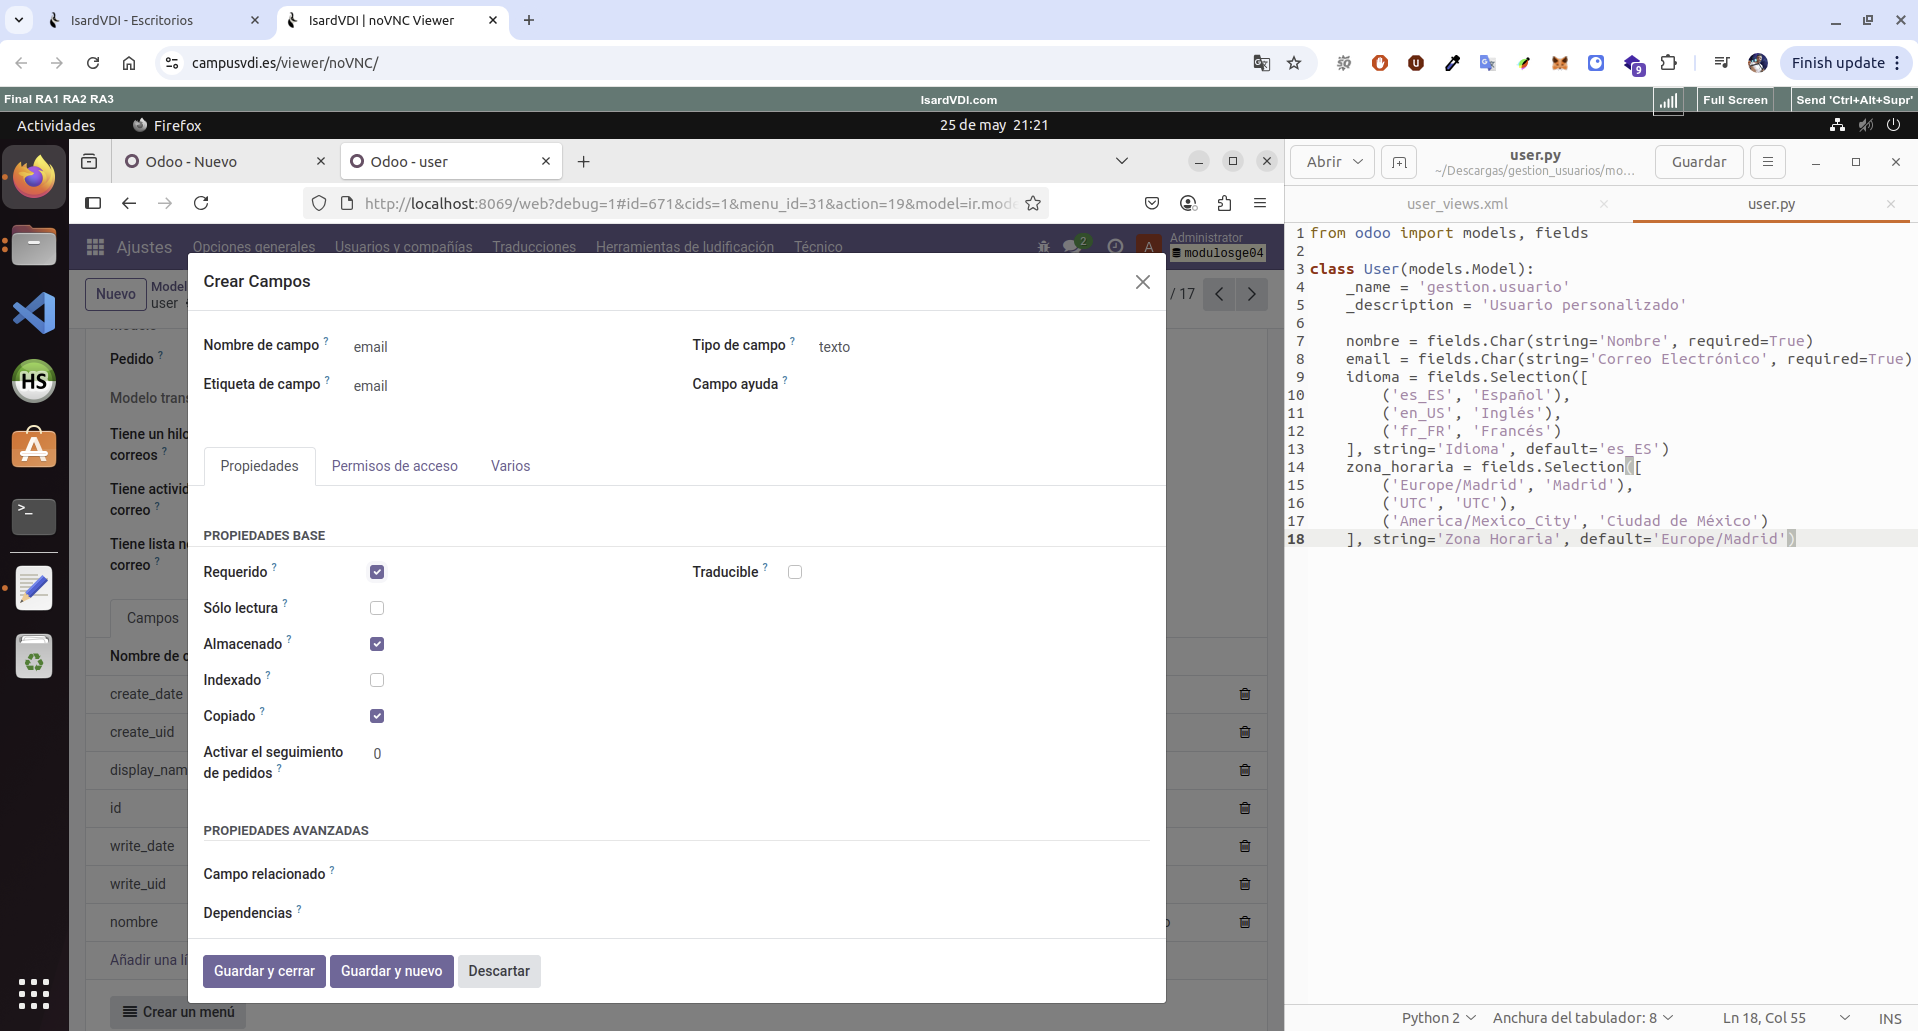 IsardVDI - Escritorios
IsardVDI | noVNC Viewer
campusvdi.es/viewer/noVNC/
9
Finish update
Final RA1 RA2 RA3
IsardVDI.com
Full Screen
Send 'Ctrl+Alt+Supr'
Actividades
Firefox
25 de may 21:21
Odoo - Nuevo
Odoo - user
http://localhost:8069/web?debug=1#id=671&cids=1&menu_id=31&action=19&model=ir.mode
Ajustes
Opciones generales
Usuarios y compañías
Traducciones
Herramientas de ludificación
Técnico
2
A
Administrator
modulosge04
Nuevo
Model
user
/ 17
Pedido ?
Modelo trans
Tiene un hilo
correos ?
Tiene activid
correo ?
Tiene lista n
correo ?
Campos
Nombre de c
create_date
create_uid
display_nam
id
write_date
write_uid
nombre
Añadir una lí
Crear un menú
Crear Campos
Nombre de campo ?
email
Tipo de campo ?
texto
Etiqueta de campo ?
email
Campo ayuda ?
Propiedades
Permisos de acceso
Varios
PROPIEDADES BASE
Requerido ?
Traducible ?
Sólo lectura ?
Almacenado ?
Indexado ?
Copiado ?
Activar el seguimiento
de pedidos ?
0
PROPIEDADES AVANZADAS
Campo relacionado ?
Dependencias ?
Guardar y cerrar
Guardar y nuevo
Descartar
HS
>_
Abrir
user.py
~/Descargas/gestion_usuarios/mo...
Guardar
user_views.xml
user.py
1 from odoo import models, fields
2
3 class User(models.Model):
4     _name = 'gestion.usuario'
5     _description = 'Usuario personalizado'
6
7     nombre = fields.Char(string='Nombre', required=True)
8     email = fields.Char(string='Correo Electrónico', required=True)
9     idioma = fields.Selection([
10         ('es_ES', 'Español'),
11         ('en_US', 'Inglés'),
12         ('fr_FR', 'Francés')
13     ], string='Idioma', default='es_ES')
14     zona_horaria = fields.Selection([
15         ('Europe/Madrid', 'Madrid'),
16         ('UTC', 'UTC'),
17         ('America/Mexico_City', 'Ciudad de México')
18     ], string='Zona Horaria', default='Europe/Madrid')
Python 2
Anchura del tabulador: 8
Ln 18, Col 55
INS